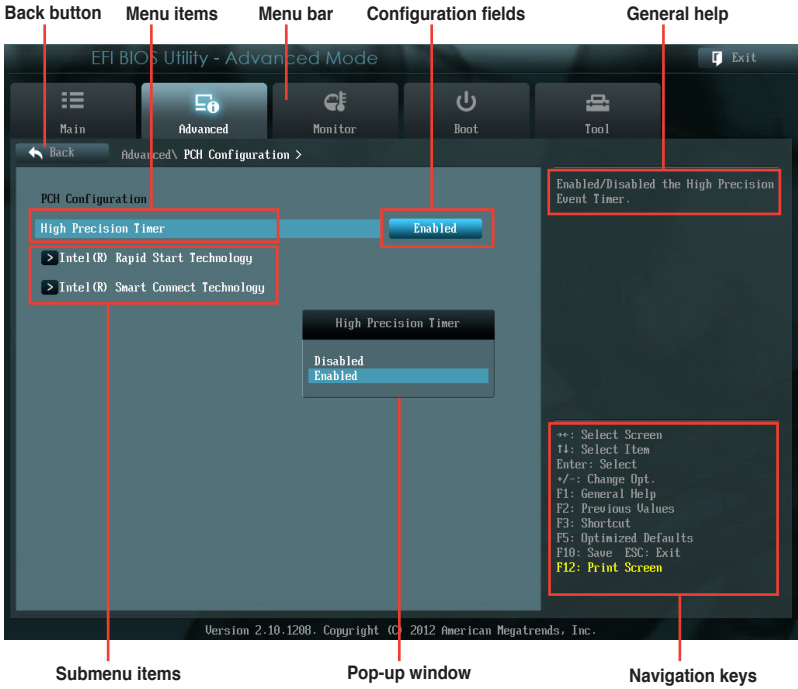 Back button Menu items Menu bar Configuration fields General help
EFI BIOS Utility - Advanced Mode
Exit
Main Advanced Monitor Boot Tool
Back Advanced\ PCH Configuration >
Enabled/Disabled the High Precision
Event Timer.
PCH Configuration
High Precision Timer Enabled
> Intel(R) Rapid Start Technology
> Intel(R) Smart Connect Technology
High Precision Timer
Disabled
Enabled
→←: Select Screen
↑↓: Select Item
Enter: Select
+/-: Change Opt.
F1: General Help
F2: Previous Values
F3: Shortcut
F5: Optimized Defaults
F10: Save ESC: Exit
F12: Print Screen
Version 2.10.1208. Copyright (C) 2012 American Megatrends, Inc.
Submenu items Pop-up window Navigation keys